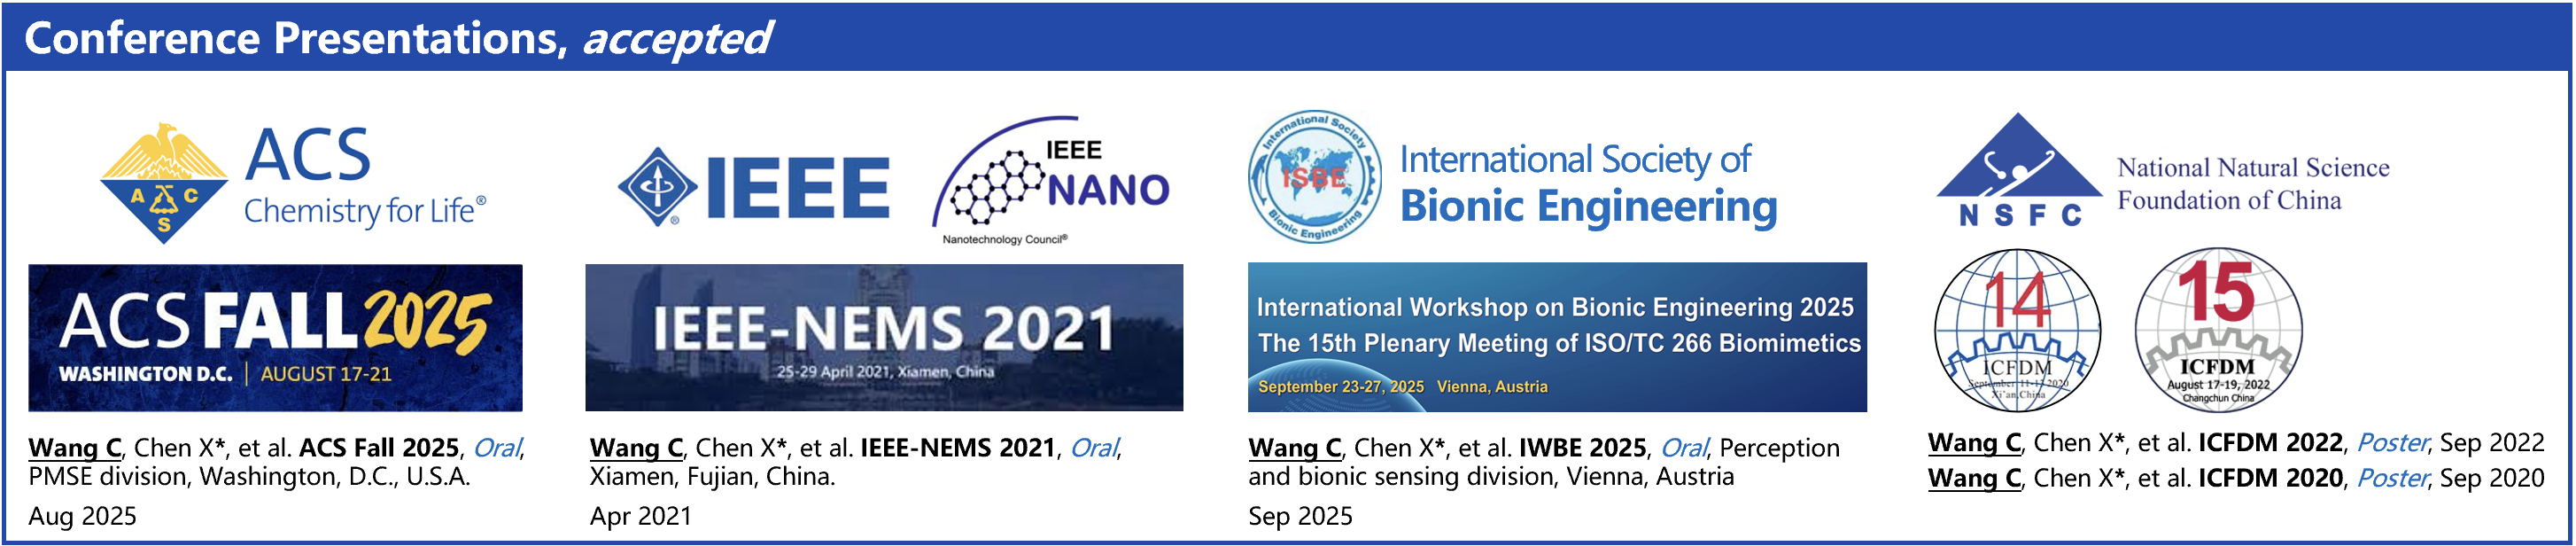 Conference Presentations, accepted
A C S
ACS
Chemistry for Life®
ACS FALL 2025
WASHINGTON D.C. | AUGUST 17-21
Wang C, Chen X*, et al. ACS Fall 2025, Oral,
PMSE division, Washington, D.C., U.S.A.
Aug 2025
IEEE
®
IEEE
NANO
Nanotechnology Council®
IEEE-NEMS 2021
25-29 April 2021, Xiamen, China
Wang C, Chen X*, et al. IEEE-NEMS 2021, Oral,
Xiamen, Fujian, China.
Apr 2021
International Society
ISBE
Bionic Engineering
International Society of
Bionic Engineering
International Workshop on Bionic Engineering 2025
The 15th Plenary Meeting of ISO/TC 266 Biomimetics
September 23-27, 2025 Vienna, Austria
Wang C, Chen X*, et al. IWBE 2025, Oral, Perception
and bionic sensing division, Vienna, Austria
Sep 2025
NSFC
National Natural Science
Foundation of China
14
ICFDM
September 11-13 2020
Xi'an,China
15
ICFDM
August 17-19, 2022
Changchun China
Wang C, Chen X*, et al. ICFDM 2022, Poster, Sep 2022
Wang C, Chen X*, et al. ICFDM 2020, Poster, Sep 2020